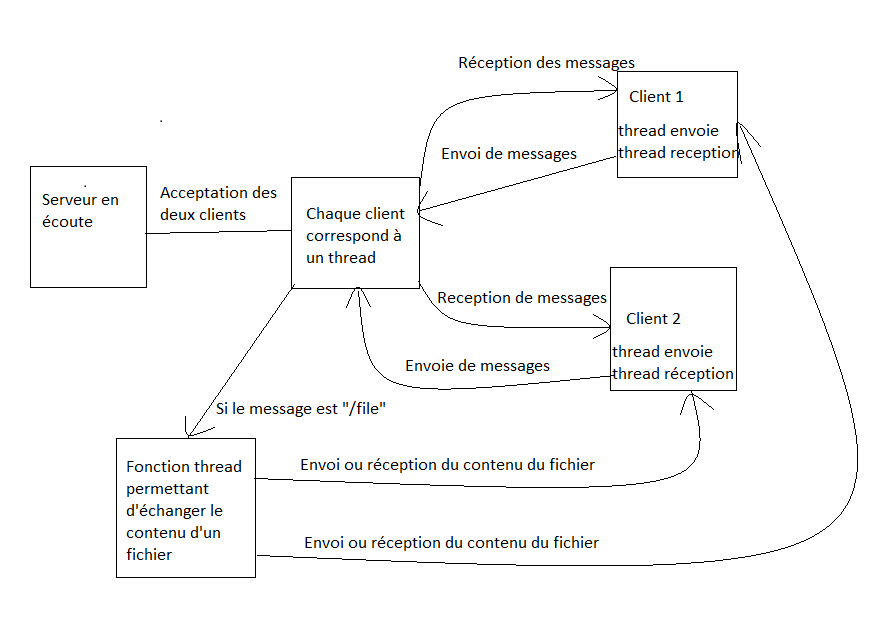 Réception des messages
Client 1
thread envoie
thread reception
Envoi de messages
Serveur en
écoute
Acceptation des
deux clients
Chaque client
correspond à
un thread
Reception de messages
Client 2
thread envoie
thread réception
Envoie de messages
Si le message est "/file"
Fonction thread
permettant
d'échanger le
contenu d'un
fichier
Envoi ou réception du contenu du fichier
Envoi ou réception du contenu du fichier